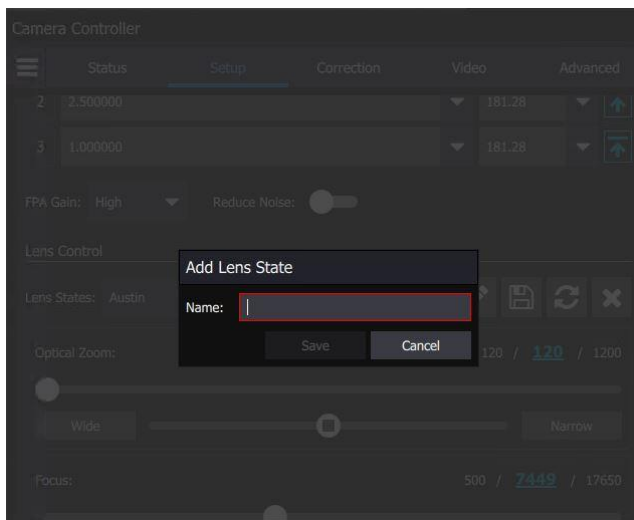 Camera Controller
Status Setup Correction Video Advanced
2 2.500000 181.28
3 1.000000 181.28
FPA Gain: High Reduce Noise:
Lens Control
Add Lens State
Lens States: Austin
Name:
Save Cancel
Optical Zoom: 120 / 120 / 1200
Wide Narrow
Focus: 500 / 7449 / 17650